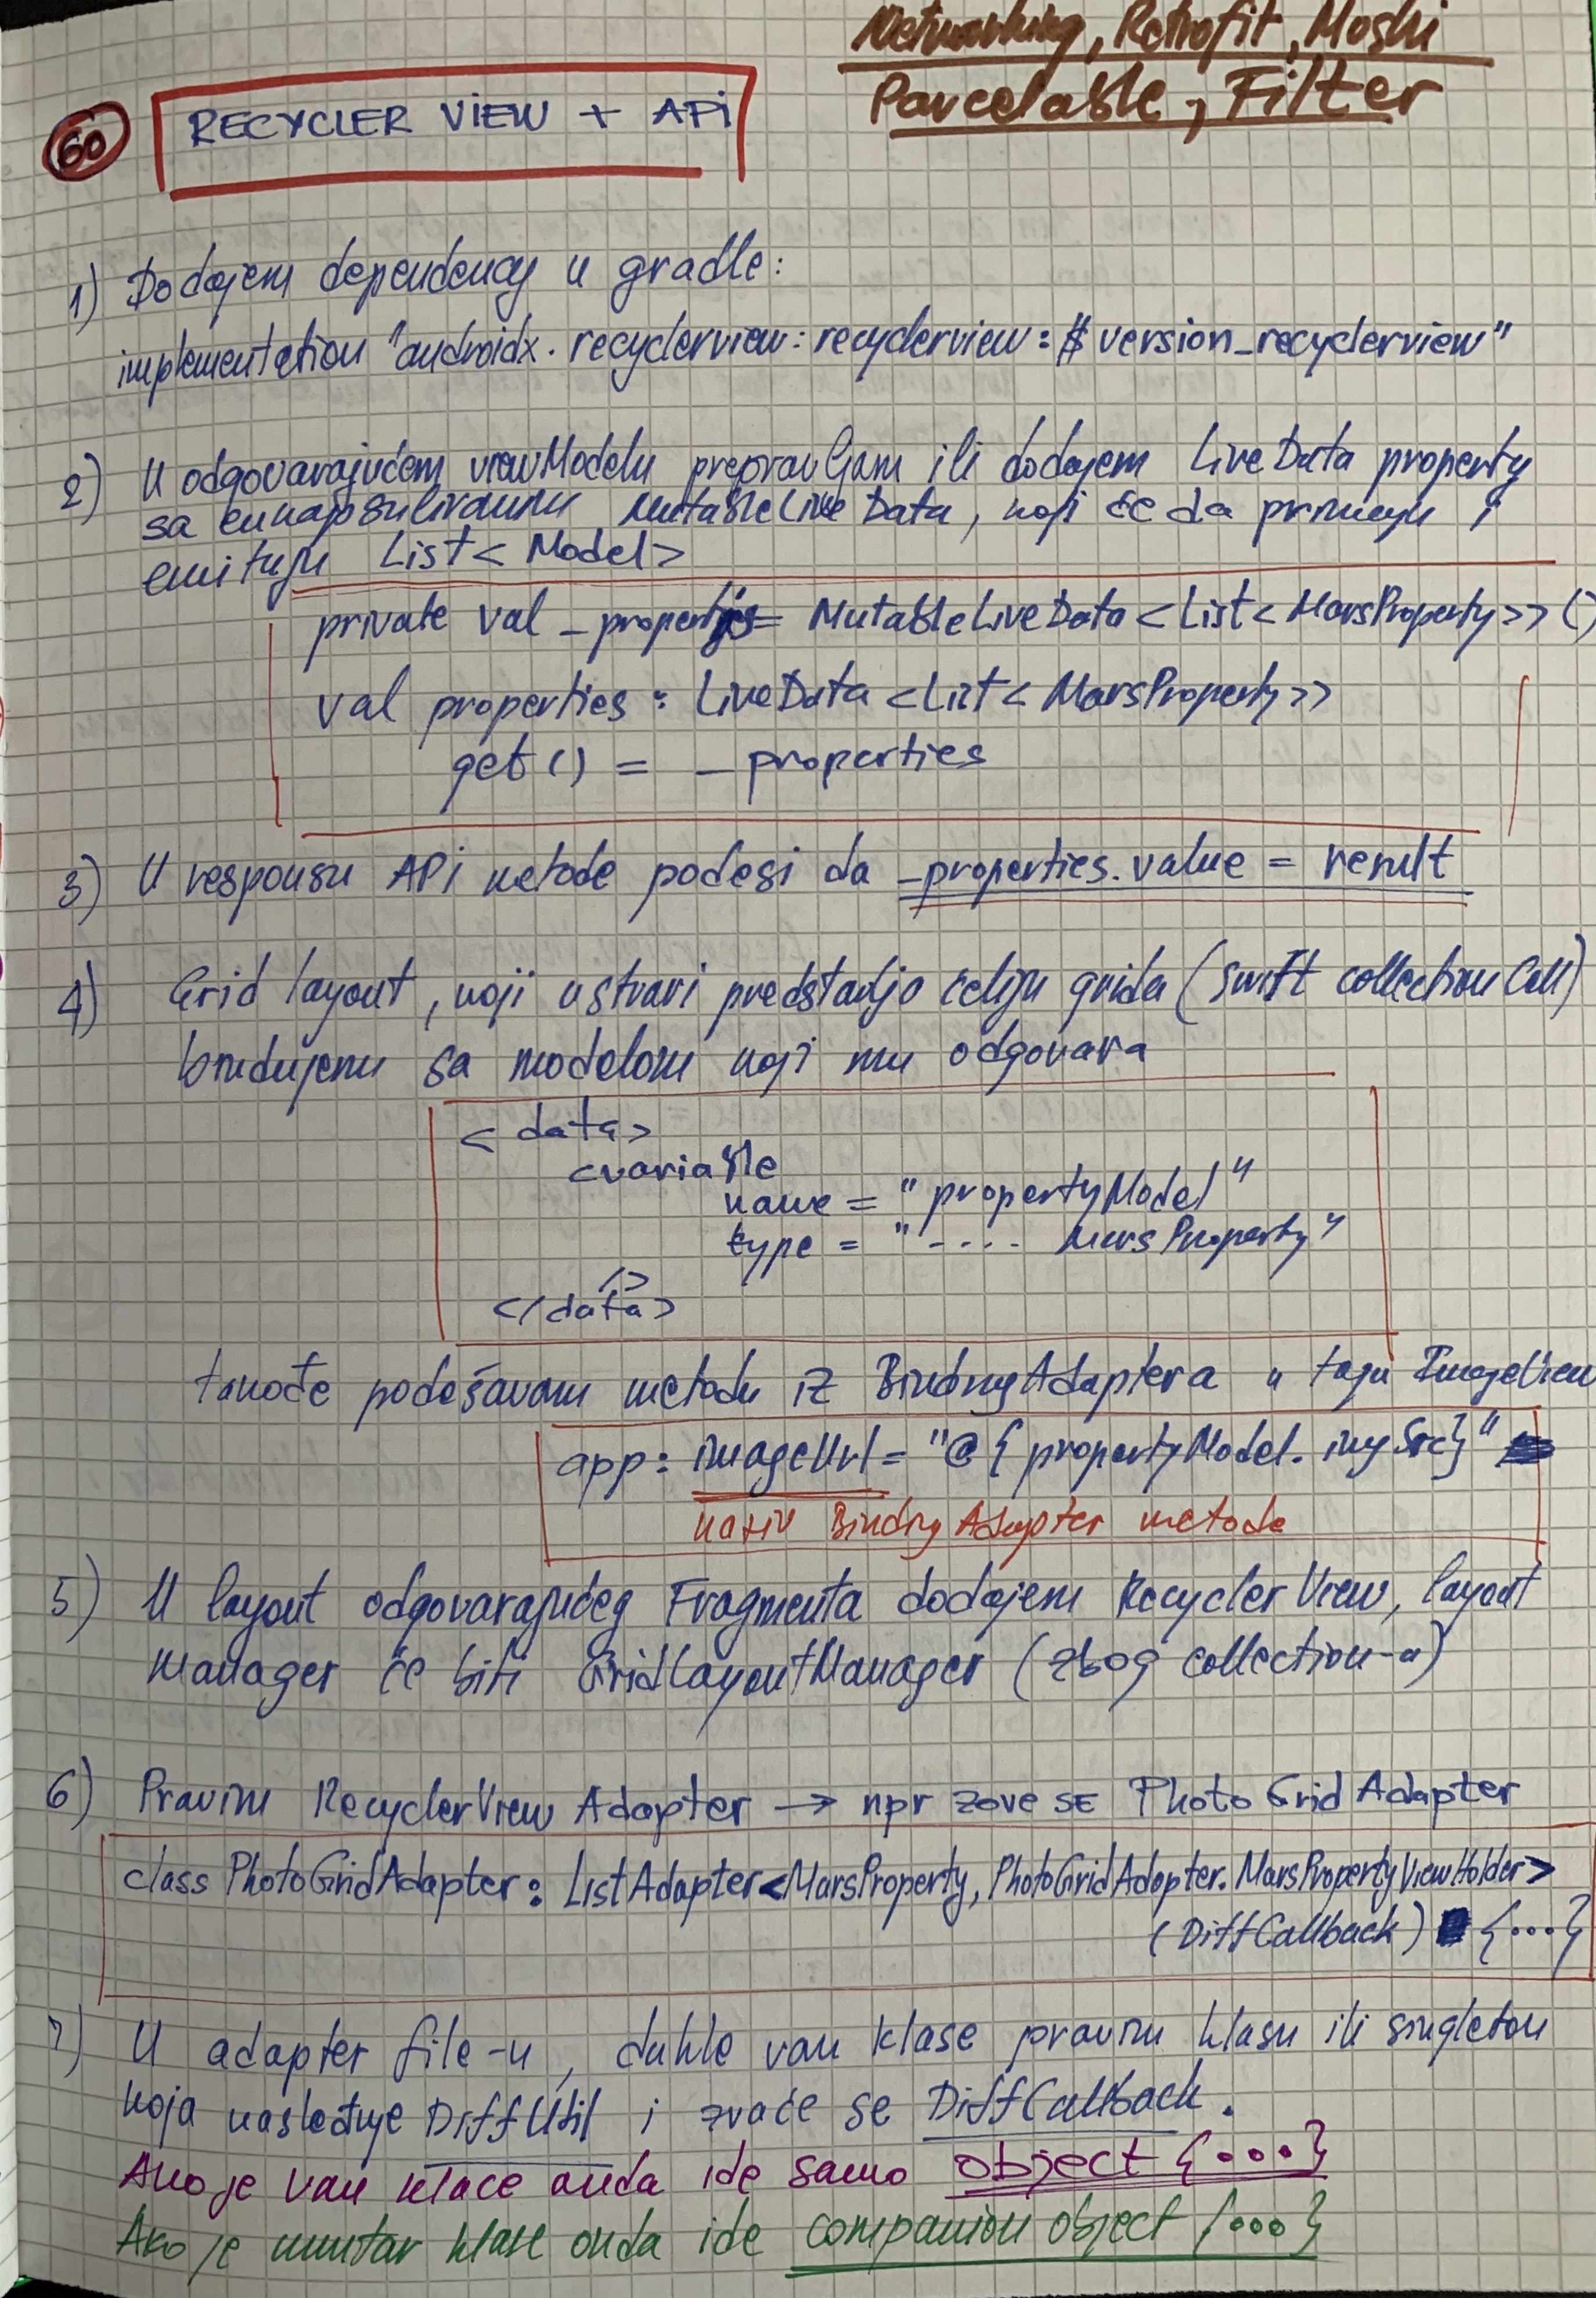 Networking, Retrofit, Moshi
Parcelable, Filter
60 RECYCLER VIEW + APi
1) Dodajem dependency u gradle:
implementation "androidx.recyclerview:recyclerview:$version_recyclerview"
2) U odgovarajućem viewModelu prepravljam ili dodajem LiveData property
sa enkapsuliranim MutableLiveData, koji će da primaju i
emituju List<Model>
private val _properties = MutableLiveData<List<MarsProperty>>()
val properties : LiveData<List<MarsProperty>>
get() = _properties
3) U responsu APi metode podesi da _properties.value = result
4) Grid layout, koji ustvari predstavlja ćeliju grida (swift collectionCell)
bindujemo sa modelom koji mu odgovara
<data>
<variable
name = "propertyModel"
type = ".... MarsProperty"
/>
</data>
takođe podešavam metodu iz BindingAdaptera u tagu ImageView
app: imageUrl = "@{propertyModel.imgSrc}"
naziv BindingAdapter metode
5) U layout odgovarajućeg Fragmenta dodajem RecyclerView, layout
manager će biti GridLayoutManager (zbog collection-a)
6) Pravim RecyclerView Adapter → npr zove SE PhotoGridAdapter
class PhotoGridAdapter : ListAdapter<MarsProperty, PhotoGridAdapter.MarsPropertyViewHolder>
(DiffCallback) {...}
7) U adapter file-u, dakle van klase pravim klasu ili singleton
koja nasleđuje DiffUtil i zvaće se DiffCallback.
Ako je van klace onda ide samo object {...}
Ako je unutar klase onda ide companion object {...}